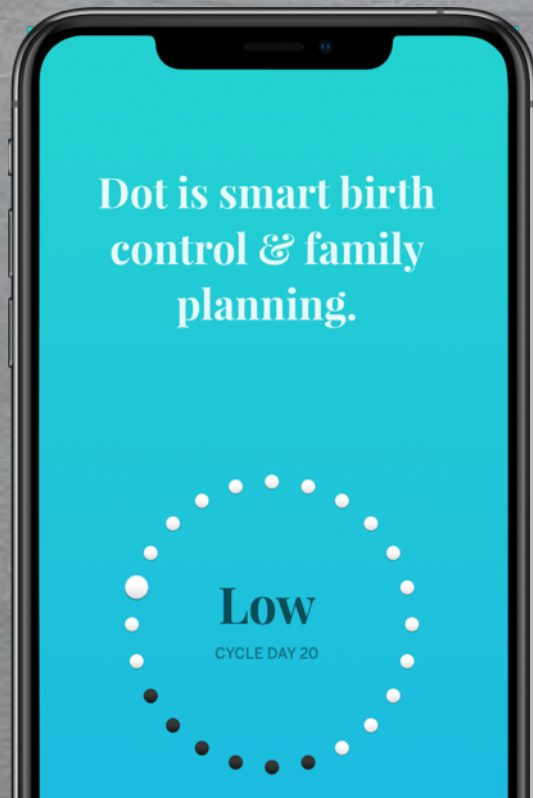 Dot is smart birth
control & family
planning.
Low
CYCLE DAY 20